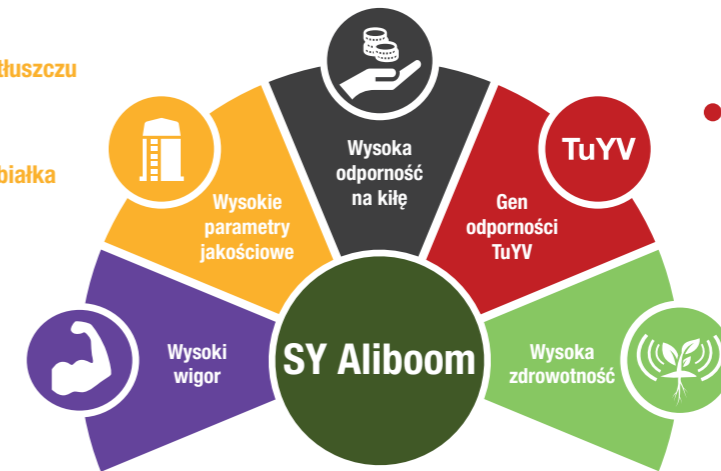 tłuszczu
białka
Wysoki
wigor
Wysokie
parametry
jakościowe
Wysoka
odporność
na kiłę
TuYV
Gen
odporności
TuYV
Wysoka
zdrowotność
SY Aliboom